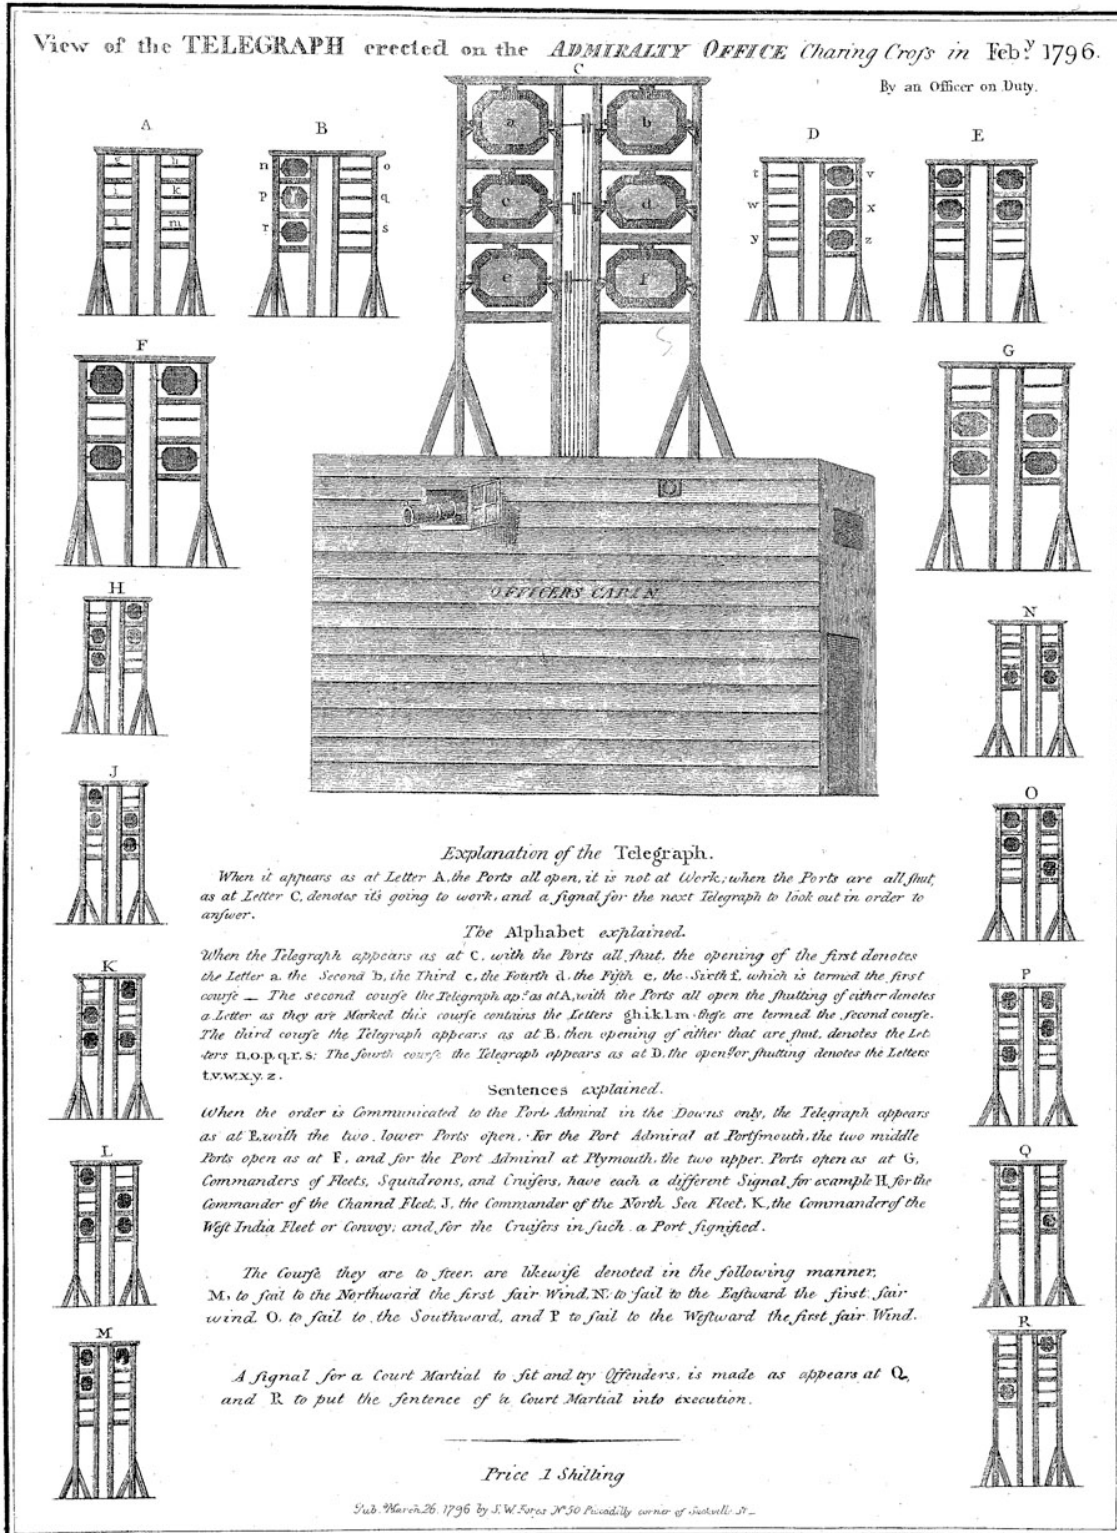 View of the TELEGRAPH erected on the ADMIRALTY OFFICE Charing Croſs in Feb.y 1796.
By an Officer on Duty.
C
A
B
D
E
a b
c d
e f
g h
i k
l m
n o
p q
r s
t v
w x
y z
F
G
H
N
J
O
K
P
L
Q
M
R
OFFICERS CABIN
Explanation of the Telegraph.
When it appears as at Letter A, the Ports all open, it is not at Work; when the Ports are all ſhut,
as at Letter C, denotes it's going to work, and a ſignal for the next Telegraph to look out in order to
anſwer.
The Alphabet explained.
When the Telegraph appears as at C, with the Ports all ſhut, the opening of the first denotes
the Letter a, the Second b, the Third c, the Fourth d, the Fifth e, the Sixth f, which is termed the first
courſe — The second courſe the Telegraph ap.s as at A, with the Ports all open the ſhutting of either denotes
a Letter as they are Marked this courſe contains the Letters g h.i.k.l.m. theſe are termed the ſecond courſe.
The third courſe the Telegraph appears as at B, then opening of either that are ſhut, denotes the Let-
ters n.o.p.q.r.s: The fourth courſe the Telegraph appears as at D, the open.g or ſhutting denotes the Letters
t.v.w.x.y.z.
Sentences explained.
When the order is Communicated to the Port Admiral in the Downs only, the Telegraph appears
as at E, with the two lower Ports open. For the Port Admiral at Portſmouth, the two middle
Ports open as at F, and for the Port Admiral at Plymouth, the two upper Ports open as at G,
Commanders of Fleets, Squadrons, and Cruiſers, have each a different Signal, for example H, for the
Commander of the Channel Fleet, J, the Commander of the North Sea Fleet, K, the Commander of the
West India Fleet or Convoy; and, for the Cruiſers in ſuch a Port ſignified.
The Courſe they are to ſteer, are likewiſe denoted in the following manner,
M, to ſail to the Northward the first fair Wind, N, to ſail to the Eaſtward the first fair
wind, O, to ſail to the Southward, and P to ſail to the Weſtward the first fair Wind.
A ſignal for a Court Martial to ſit and try Offenders, is made as appears at Q,
and R to put the ſentence of a Court Martial into execution.
Price 1 Shilling
Pub. March 26, 1796 by S.W. Fores No 50 Piccadilly corner of Sackville St —